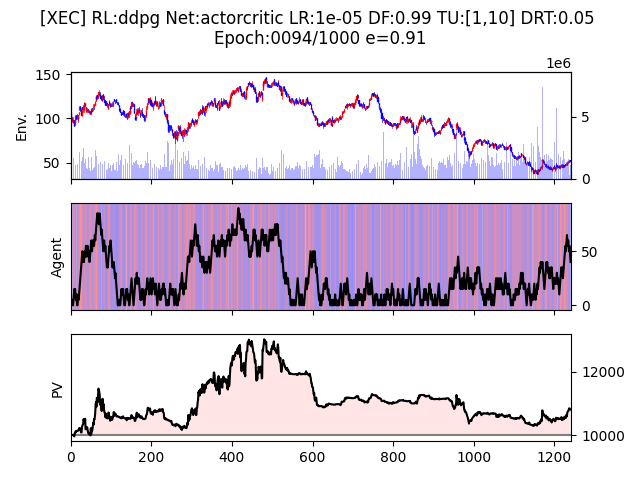 [XEC] RL:ddpg Net:actorcritic LR:1e-05 DF:0.99 TU:[1,10] DRT:0.05
Epoch:0094/1000 e=0.91
1e6
150
100
50
Env.
5
0
Agent
50
0
PV
12000
10000
0 200 400 600 800 1000 1200